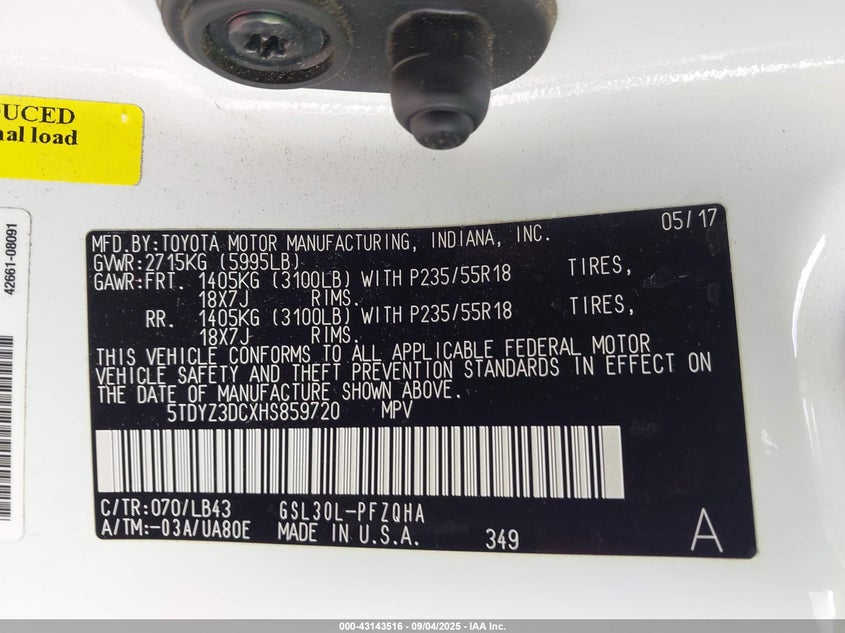 DUCED
nal load
42661-08091
05/17
MFD.BY:TOYOTA MOTOR MANUFACTURING, INDIANA, INC.
GVWR:2715KG (5995LB)
GAWR:FRT. 1405KG (3100LB) WITH P235/55R18 TIRES,
18X7J RIMS.
RR. 1405KG (3100LB) WITH P235/55R18 TIRES,
18X7J RIMS.
THIS VEHICLE CONFORMS TO ALL APPLICABLE FEDERAL MOTOR
VEHICLE SAFETY AND THEFT PREVENTION STANDARDS IN EFFECT ON
THE DATE OF MANUFACTURE SHOWN ABOVE.
5TDYZ3DCXHS859720 MPV
C/TR:070/LB43 GSL30L-PFZQHA
A/TM:-03A/UA80E MADE IN U.S.A. 349 A
000-43143516 - 09/04/2025 - IAA Inc.